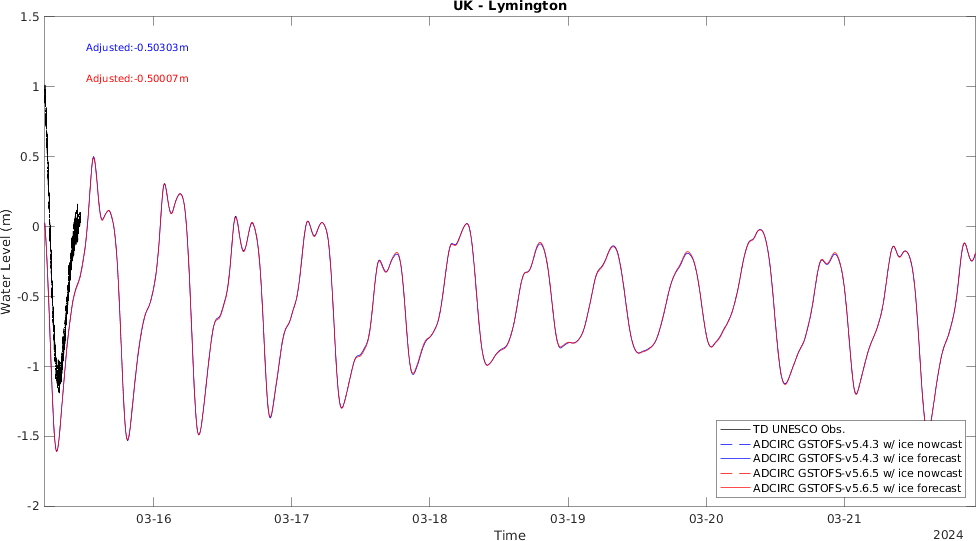 UK - Lymington
1.5
1
0.5
0
-0.5
-1
-1.5
-2
Water Level (m)
Adjusted:-0.50303m
Adjusted:-0.50007m
TD UNESCO Obs.
ADCIRC GSTOFS-v5.4.3 w/ ice nowcast
ADCIRC GSTOFS-v5.4.3 w/ ice forecast
ADCIRC GSTOFS-v5.6.5 w/ ice nowcast
ADCIRC GSTOFS-v5.6.5 w/ ice forecast
03-16
03-17
03-18
03-19
03-20
03-21
Time
2024